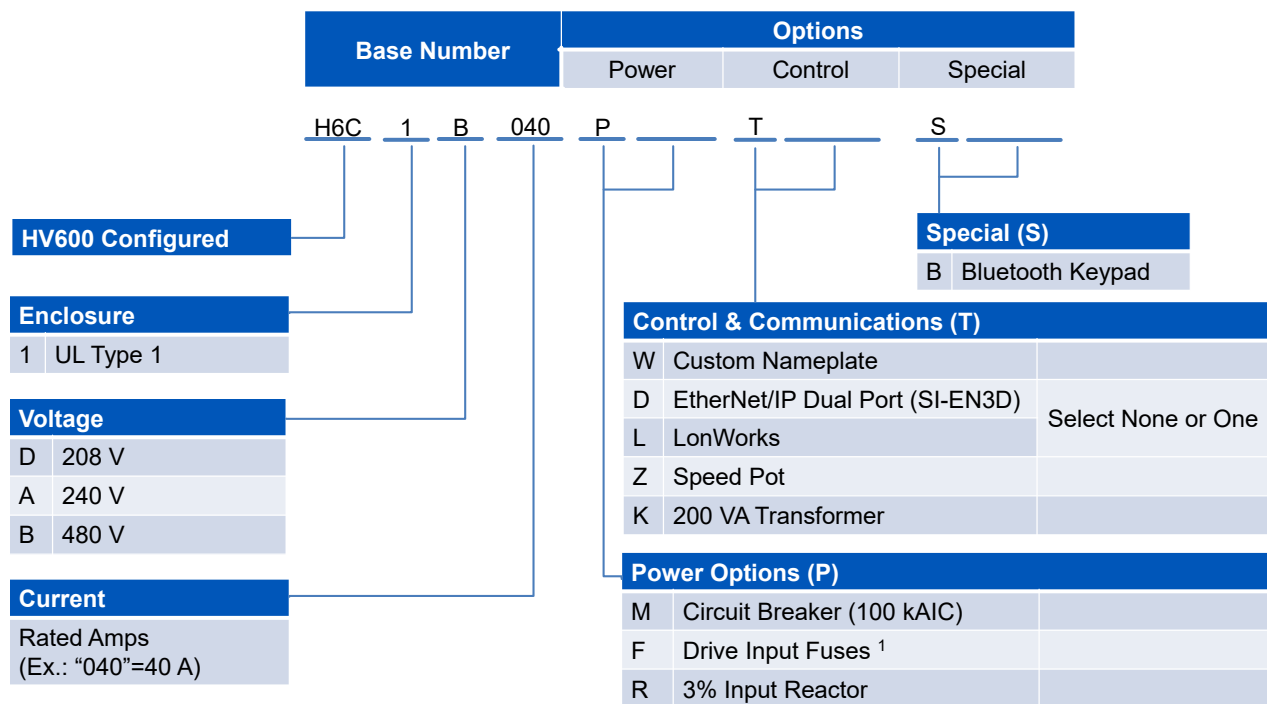 Base Number
Options
Power Control Special
H6C 1 B 040 P T S
HV600 Configured
Enclosure
1 UL Type 1
Voltage
D 208 V
A 240 V
B 480 V
Current
Rated Amps
(Ex.: “040”=40 A)
Special (S)
B Bluetooth Keypad
Control & Communications (T)
W Custom Nameplate
D EtherNet/IP Dual Port (SI-EN3D)
Select None or One
L LonWorks
Z Speed Pot
K 200 VA Transformer
Power Options (P)
M Circuit Breaker (100 kAIC)
F Drive Input Fuses 1
R 3% Input Reactor